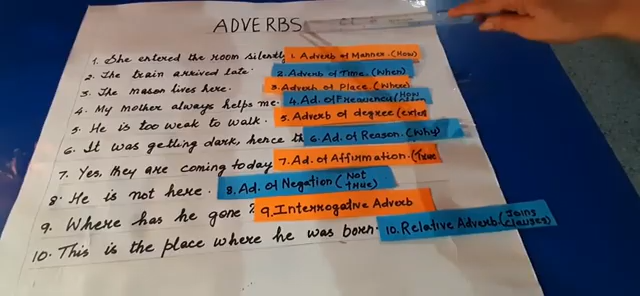 ADVERBS
1. She entered the room silently 1. Adverb of Manner. (How)
2. The train arrived late. 2. Adverb of Time. (When)
3. The mason lives here. 3. Adverb of Place (Where)
4. My mother always helps me. 4. Ad. of Frequency (How
5. He is too weak to walk. 5. Adverb of degree (exten
6. It was getting dark, hence th 6. Ad. of Reason. (Why)
7. Yes, they are coming today 7. Ad. of Affirmation. (True
8. He is not here. 8. Ad. of Negation (Not True)
9. Where has he gone? 9. Interrogative Adverb
10. This is the place where he was born. 10. Relative Adverb (Joins Clauses)